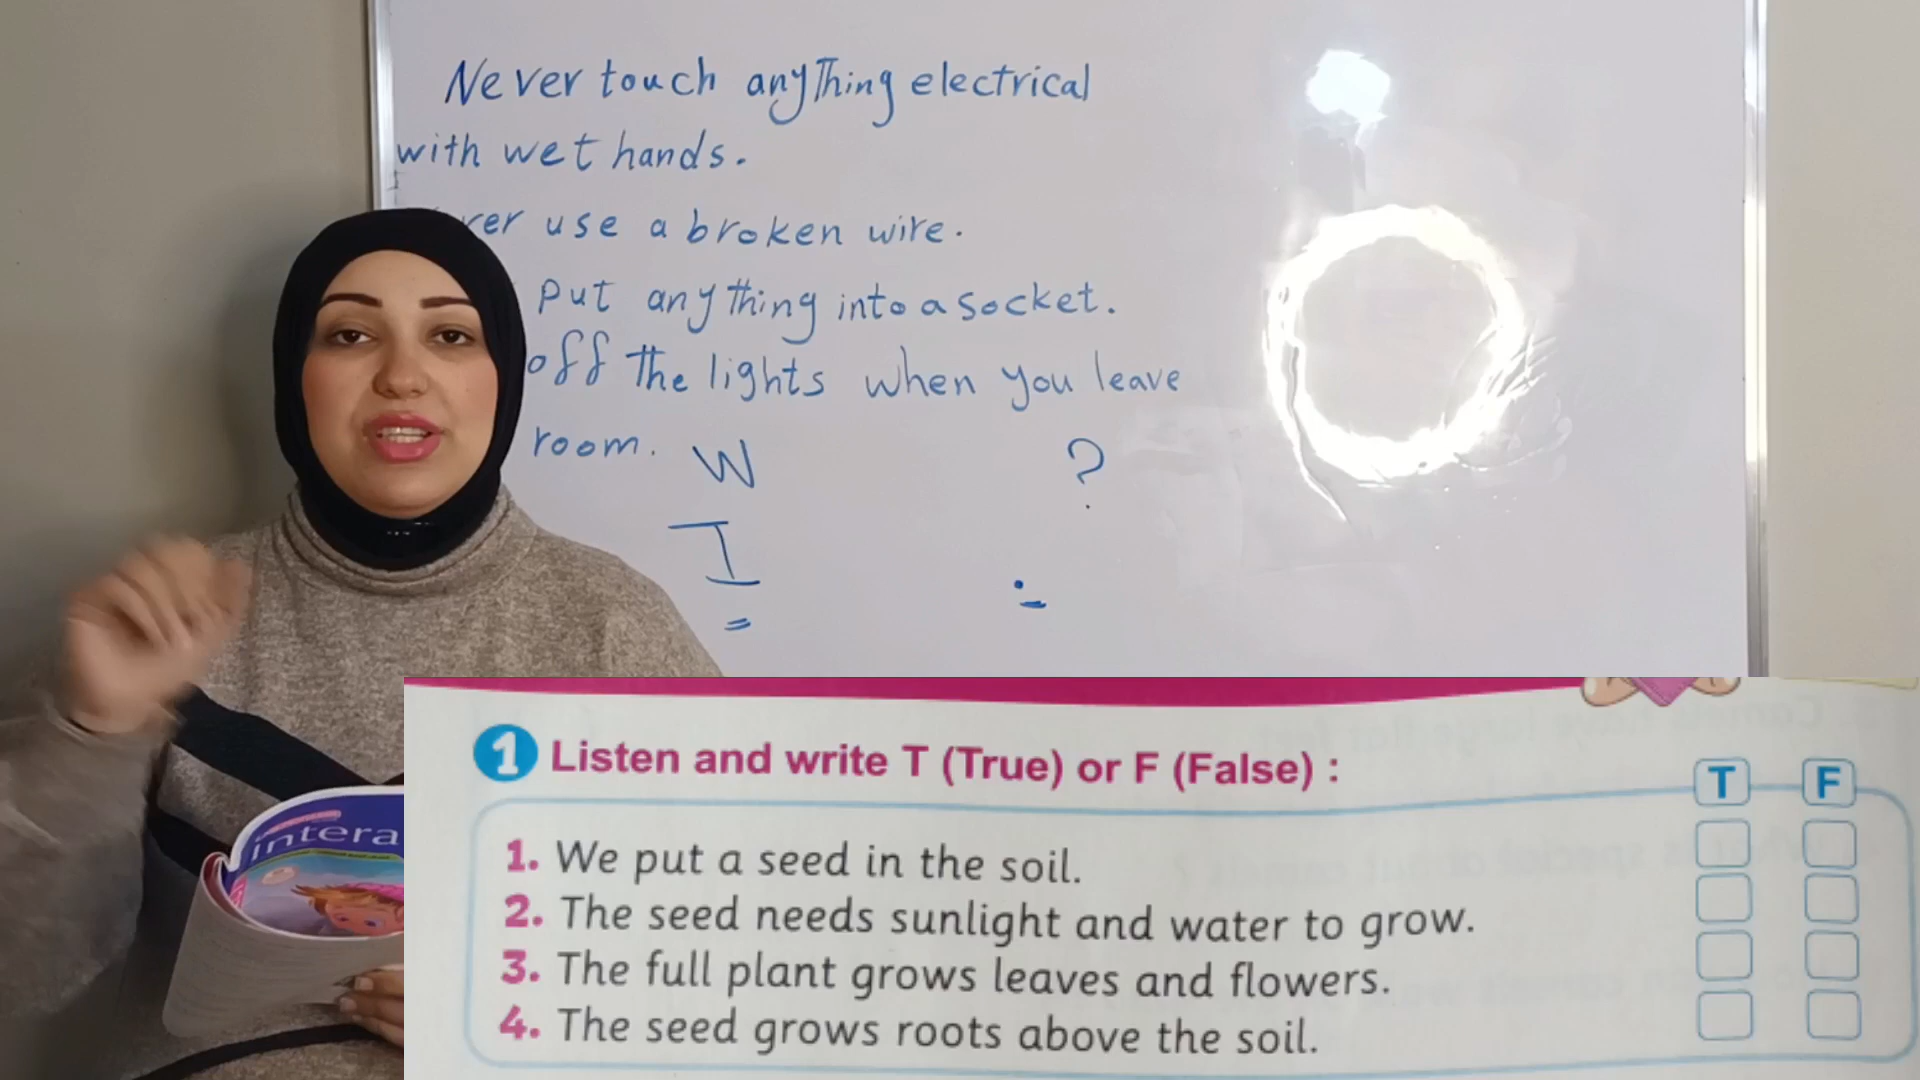 Never touch anything electrical
with wet hands.
use a broken wire.
put anything into a socket.
off the lights when you leave
room. W ?
I .
intera
1 Listen and write T (True) or F (False) :
T F
1. We put a seed in the soil.
2. The seed needs sunlight and water to grow.
3. The full plant grows leaves and flowers.
4. The seed grows roots above the soil.